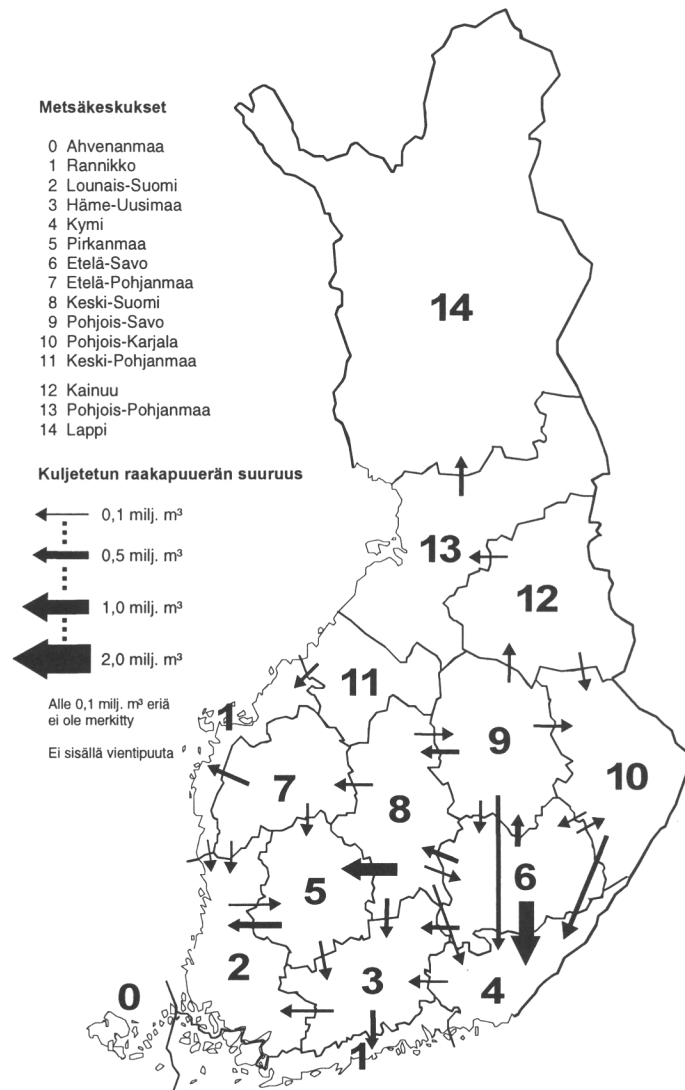 Metsäkeskukset
0 Ahvenanmaa
1 Rannikko
2 Lounais-Suomi
3 Häme-Uusimaa
4 Kymi
5 Pirkanmaa
6 Etelä-Savo
7 Etelä-Pohjanmaa
8 Keski-Suomi
9 Pohjois-Savo
10 Pohjois-Karjala
11 Keski-Pohjanmaa
12 Kainuu
13 Pohjois-Pohjanmaa
14 Lappi
Kuljetetun raakapuuerän suuruus
0,1 milj. m³
0,5 milj. m³
1,0 milj. m³
2,0 milj. m³
Alle 0,1 milj. m³ eriä
ei ole merkitty
Ei sisällä vientipuuta
14
13
12
11
1
9
10
7
8
6
5
2
3
4
0
1